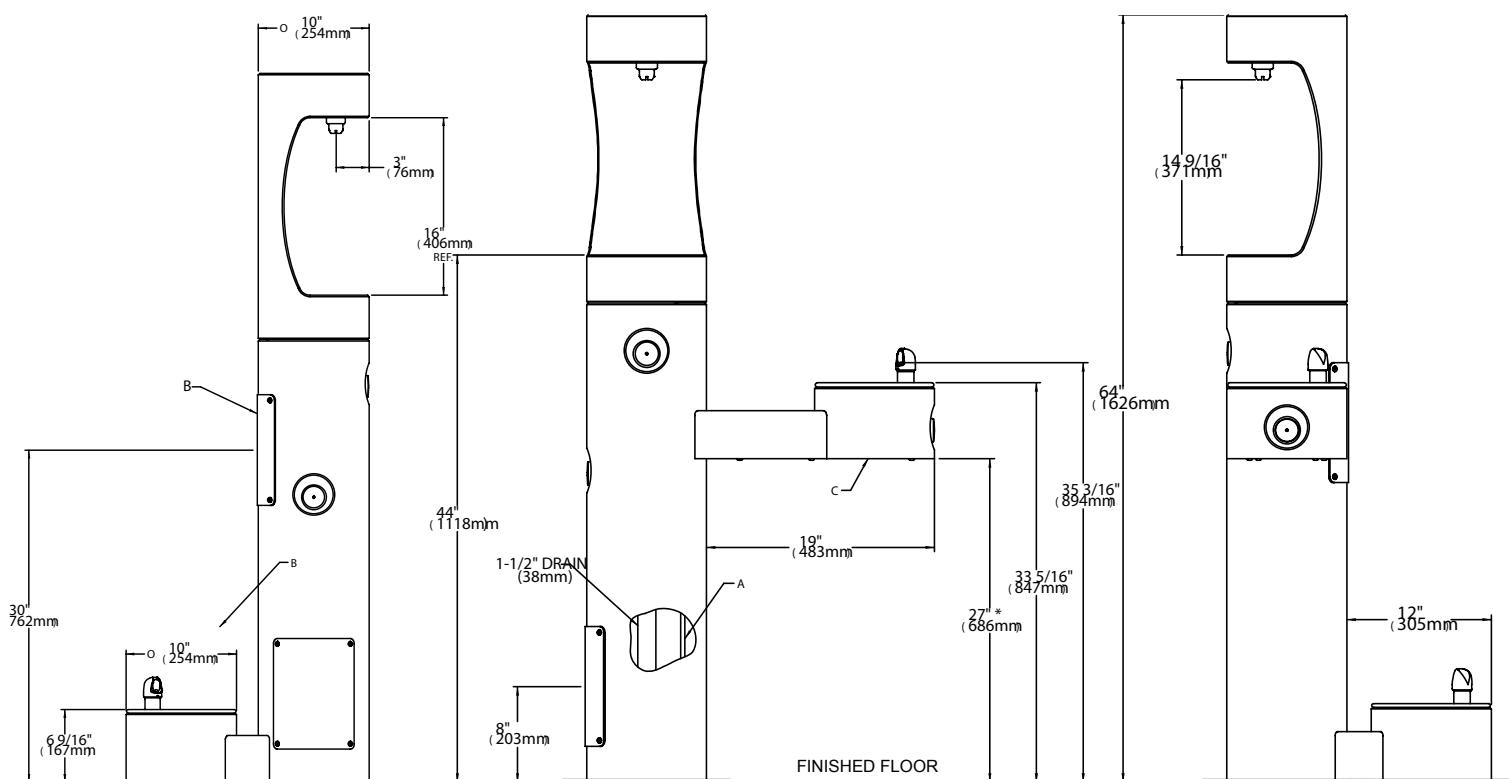 O 10"
(254mm)
3"
(76mm)
16"
(406mm)
REF.
B
30"
762mm)
B
O 10"
(254mm)
6 9/16"
(167mm)
44"
(1118mm)
1-1/2" DRAIN
(38mm)
A
8"
(203mm)
C
19"
(483mm)
27" *
(686mm)
33 5/16"
(847mm)
35 3/16"
(894mm)
FINISHED FLOOR
64"
(1626mm)
14 9/16"
(371mm)
12"
(305mm)